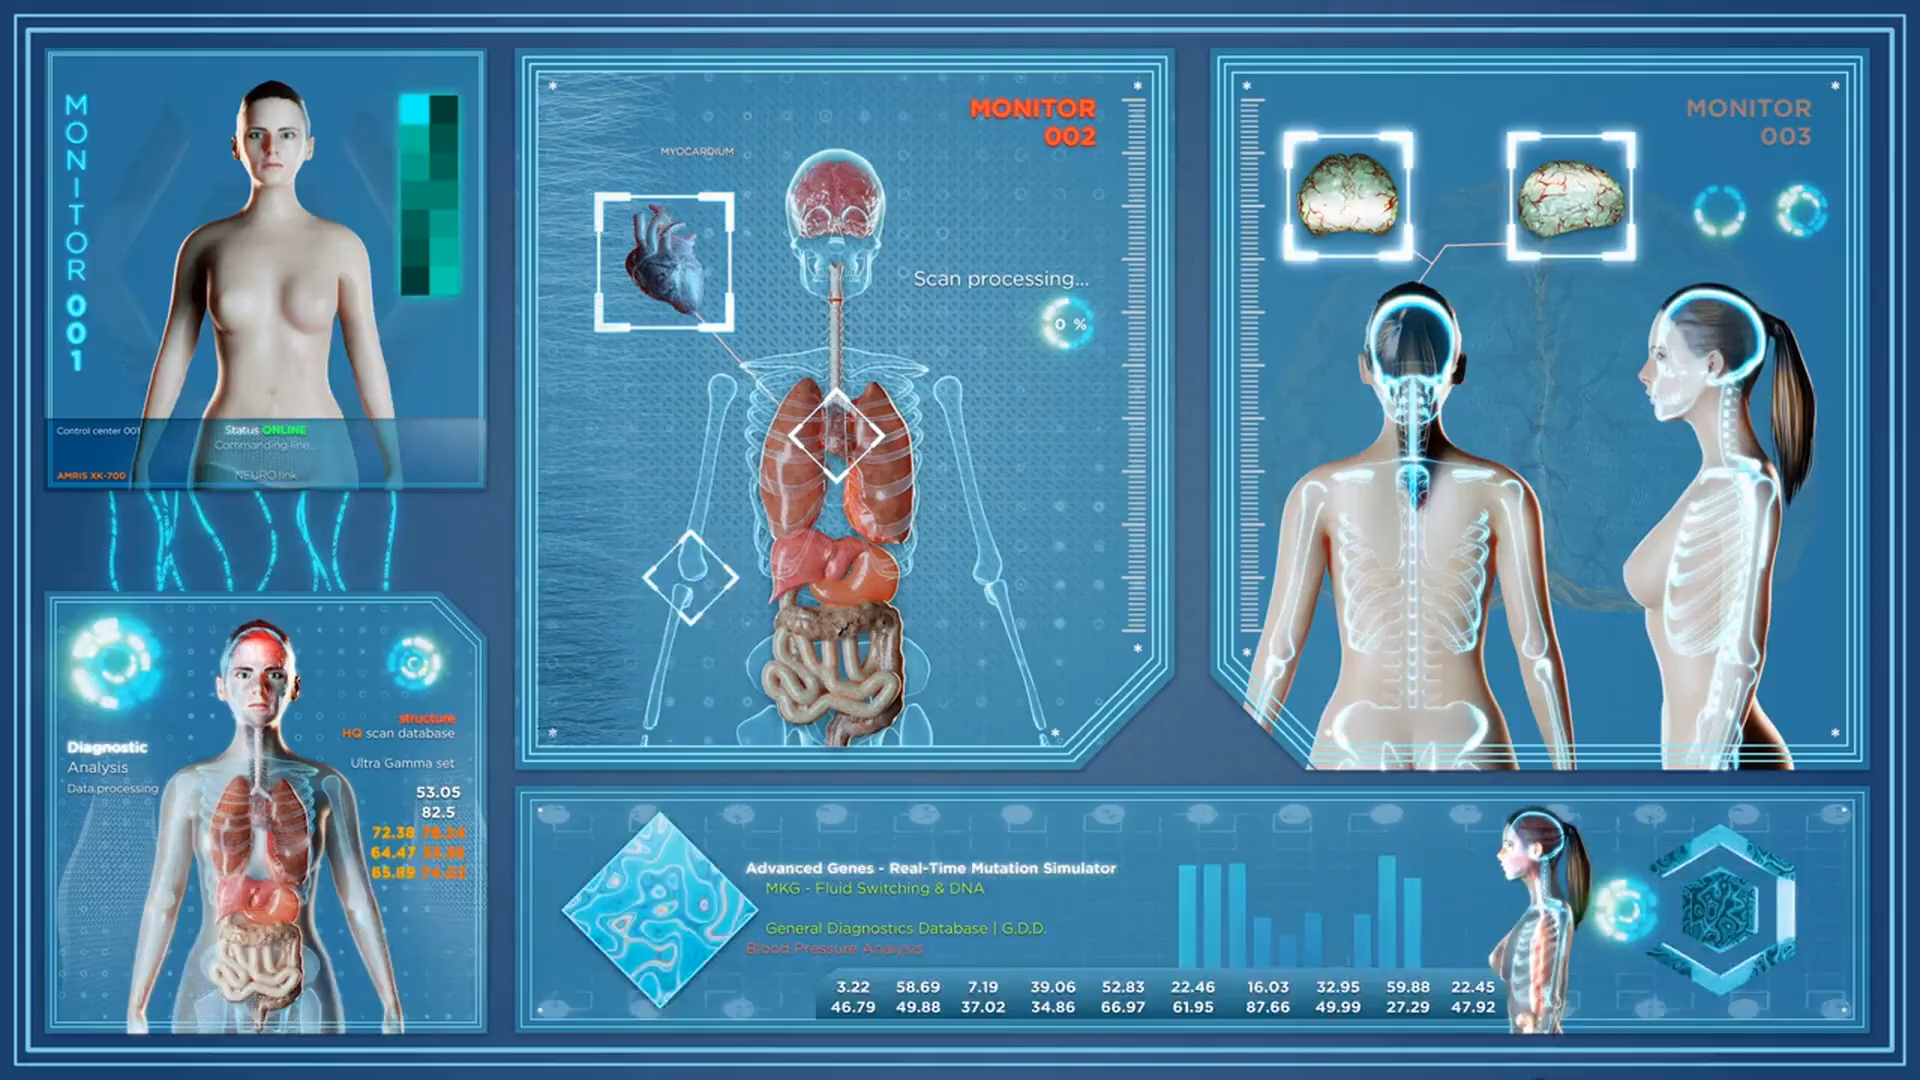 MONITOR 001
Control center 001
Status ONLINE
Commanding line...
AMRIS XK-700
NEURO link
MONITOR
002
MYOCARDIUM
Scan processing...
0 %
MONITOR
003
structure
HQ scan database
Ultra Gamma set
Diagnostic
Analysis
Data processing
53.05
82.5
72.38
64.47
65.89
Advanced Genes - Real-Time Mutation Simulator
MKG - Fluid Switching & DNA
General Diagnostics Database | G.D.D.
Blood Pressure Analysis
3.22 58.69 7.19 39.06 52.83 22.46 16.03 32.95 59.88 22.45
46.79 49.88 37.02 34.86 66.97 61.95 87.66 49.99 27.29 47.92